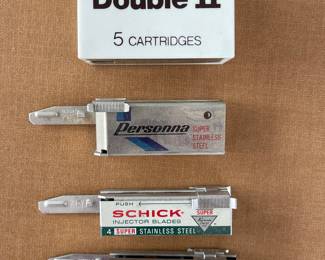 Double II
5 CARTRIDGES
Personna
SUPER
STAINLESS
STEEL
PUSH
SCHICK
INJECTOR BLADES
SUPER
4 SUPER STAINLESS STEEL